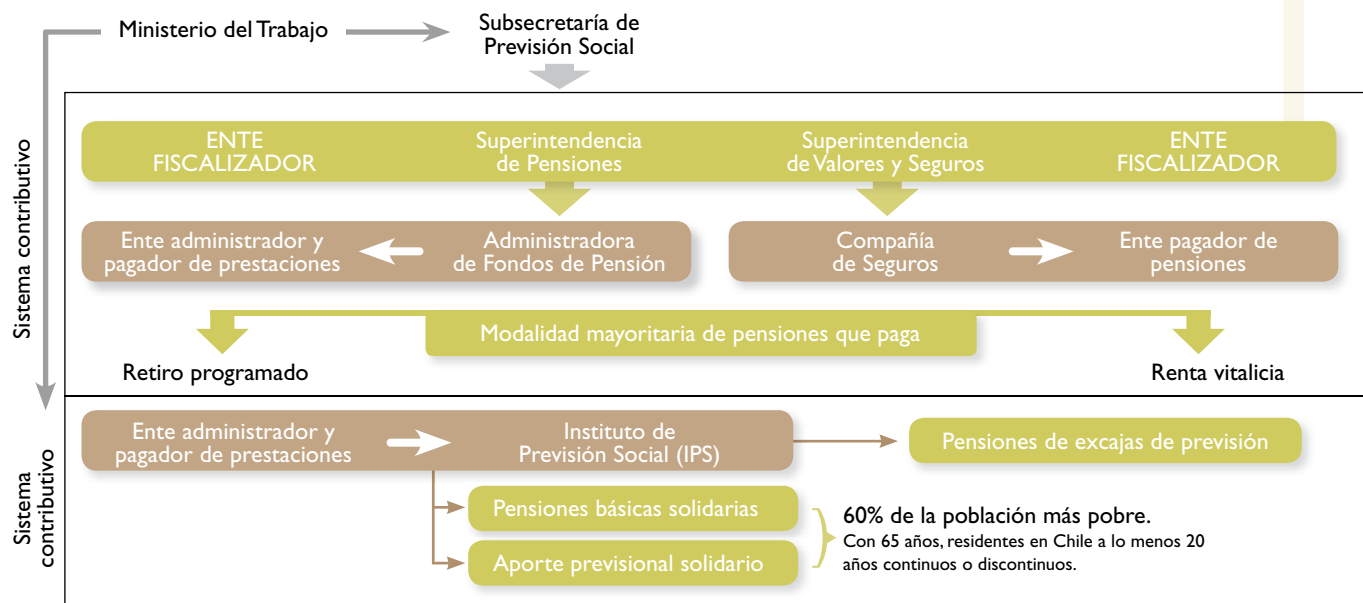 Ministerio del Trabajo
Subsecretaría de
Previsión Social
Sistema contributivo
ENTE
FISCALIZADOR
Superintendencia
de Pensiones
Superintendencia
de Valores y Seguros
ENTE
FISCALIZADOR
Ente administrador y
pagador de prestaciones
Administradora
de Fondos de Pensión
Compañía
de Seguros
Ente pagador de
pensiones
Modalidad mayoritaria de pensiones que paga
Retiro programado
Renta vitalicia
Sistema
contributivo
Ente administrador y
pagador de prestaciones
Instituto de
Previsión Social (IPS)
Pensiones de excajas de previsión
Pensiones básicas solidarias
Aporte previsional solidario
60% de la población más pobre.
Con 65 años, residentes en Chile a lo menos 20
años continuos o discontinuos.